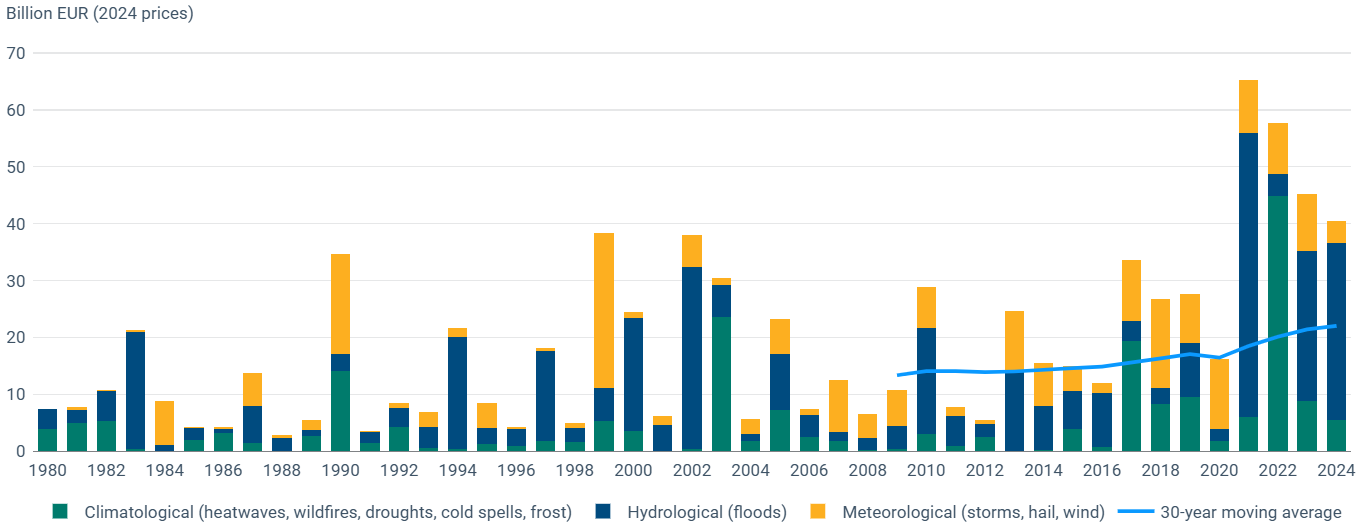 Billion EUR (2024 prices)
70
60
50
40
30
20
10
0
1980 1982 1984 1986 1988 1990 1992 1994 1996 1998 2000 2002 2004 2006 2008 2010 2012 2014 2016 2018 2020 2022 2024
Climatological (heatwaves, wildfires, droughts, cold spells, frost) Hydrological (floods) Meteorological (storms, hail, wind) 30-year moving average